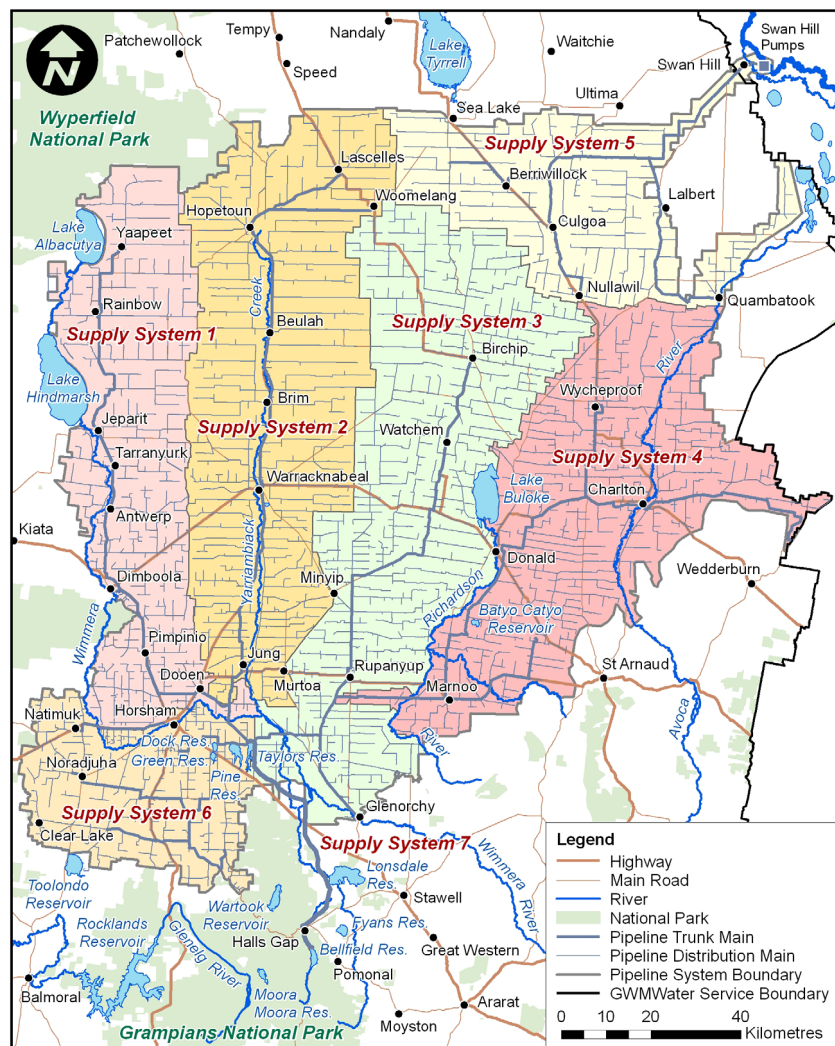 Tempy
Nandaly
Patchewollock
Speed
Lake
Tyrrell
Waitchie
Swan Hill
Pumps
Swan Hill
Ultima
Sea Lake
N
Wyperfield
National Park
Supply System 5
Lascelles
Berriwillock
Woomelang
Lalbert
Hopetoun
Culgoa
Lake
Albacutya
Yaapeet
Creek
Nullawil
Quambatook
Rainbow
Supply System 1
Supply System 3
Beulah
Birchip
River
Lake
Hindmarsh
Brim
Wycheproof
Supply System 2
Jeparit
Watchem
Tarranyurk
Supply System 4
Lake
Buloke
Warracknabeal
Charlton
Antwerp
Kiata
Donald
Yarriambiack
Wedderburn
Dimboola
Minyip
Richardson
Batyo Catyo
Reservoir
Wimmera
Pimpinio
Jung
Rupanyup
St Arnaud
Dooen
Murtoa
Marnoo
Natimuk
Horsham
Avoca
River
Dock Res.
Green Res.
Taylors Res.
Pine
Res.
Noradjuha
Supply System 6
Glenorchy
Clear Lake
Supply System 7
Wimmera River
Lonsdale
Res.
Toolondo
Reservoir
Wartook
Reservoir
Stawell
Rocklands
Reservoir
Glenelg River
Fyans Res.
Halls Gap
Bellfield Res.
Great Western
Pomonal
Balmoral
Moora
Moora Res.
Ararat
Moyston
Grampians National Park
Legend
Highway
Main Road
River
National Park
Pipeline Trunk Main
Pipeline Distribution Main
Pipeline System Boundary
GWMWater Service Boundary
0 10 20 40
Kilometres